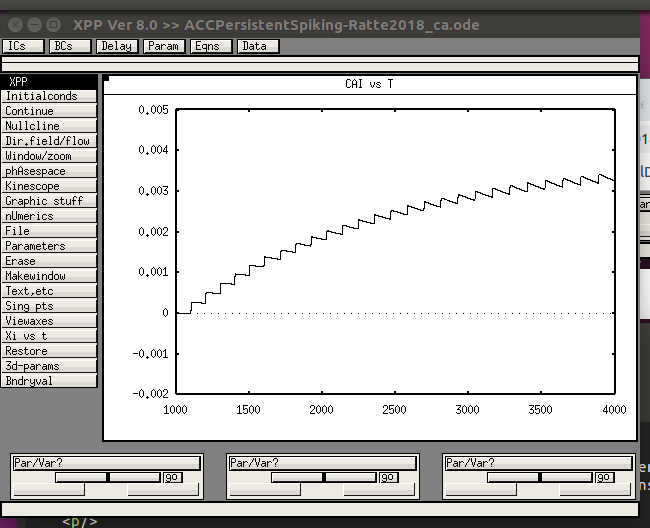 XPP Ver 8.0 >> ACCPersistentSpiking-Ratte2018_ca.ode
ICs BCs Delay Param Eqns Data
XPP
Initialconds
Continue
Nullcline
Dir.field/flow
Window/zoom
phAsespace
Kinescope
Graphic stuff
nUmerics
File
Parameters
Erase
Makewindow
Text,etc
Sing pts
Viewaxes
Xi vs t
Restore
3d-params
Bndryval
CAI vs T
0.005
0.004
0.003
0.002
0.001
0
-0.001
-0.002
1000 1500 2000 2500 3000 3500 4000
Par/Var? Par/Var? Par/Var?
go go go
<p/>